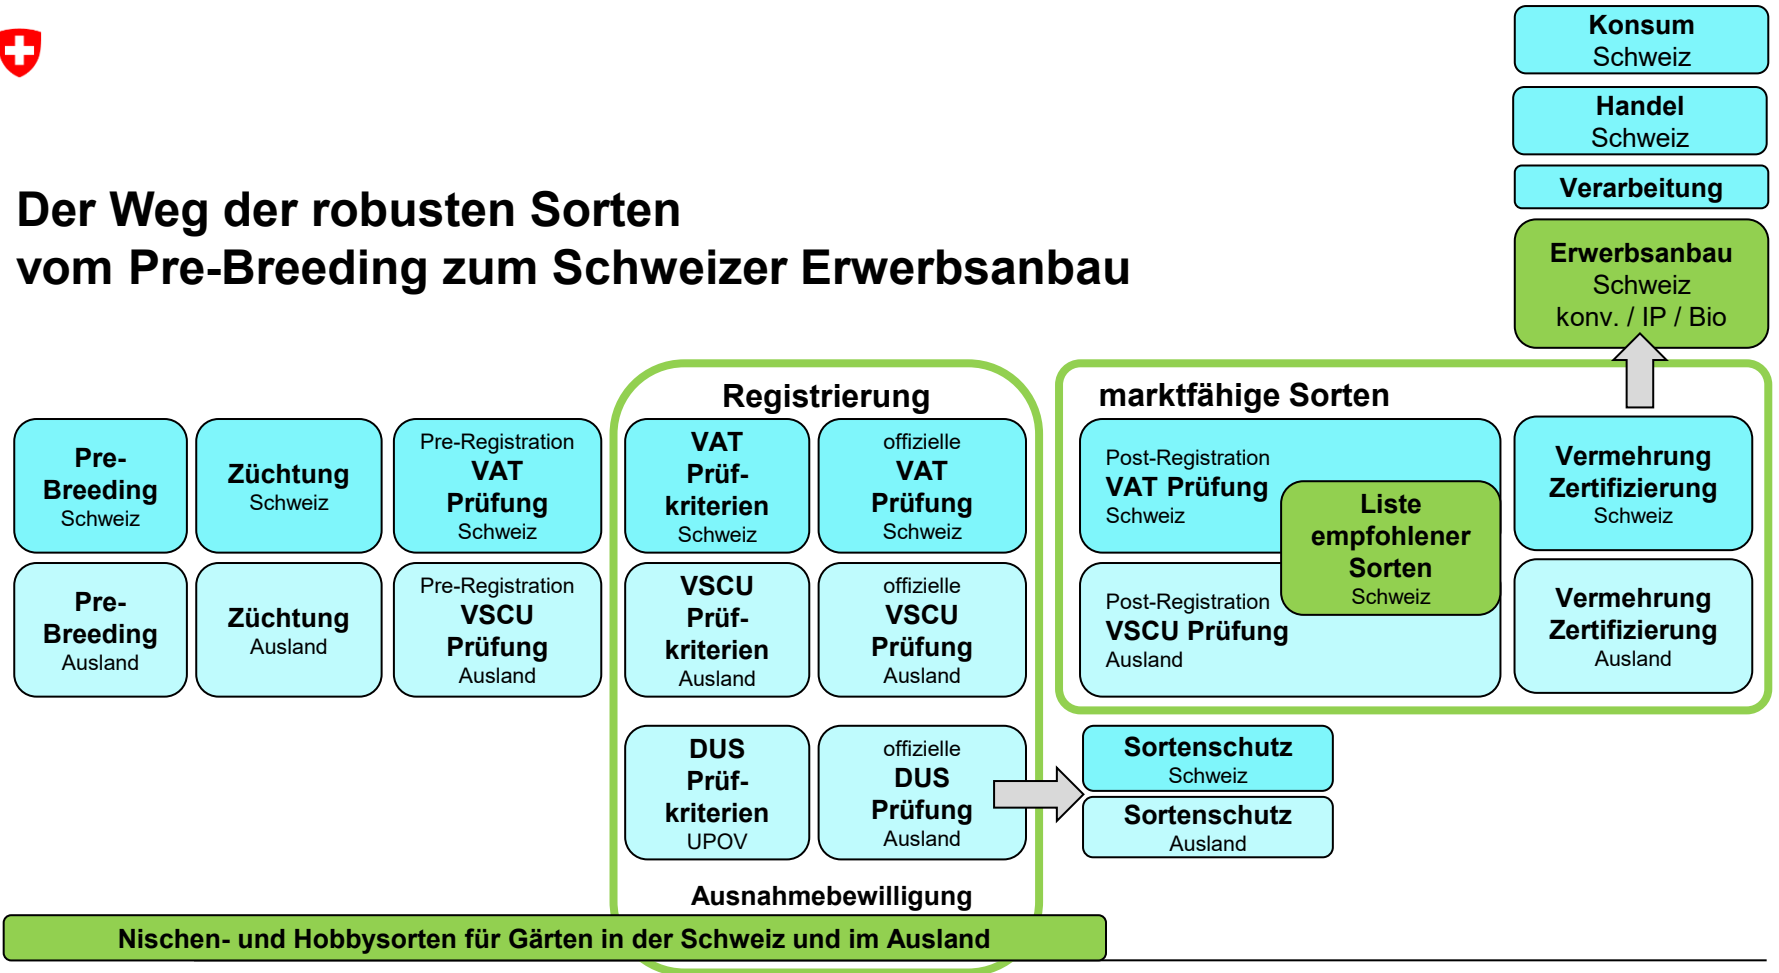 Konsum
Schweiz
Handel
Schweiz
Verarbeitung
Erwerbsanbau
Schweiz
konv. / IP / Bio
Der Weg der robusten Sorten
vom Pre-Breeding zum Schweizer Erwerbsanbau
Registrierung
marktfähige Sorten
Pre-
Breeding
Schweiz
Züchtung
Schweiz
Pre-Registration
VAT
Prüfung
Schweiz
VAT
Prüf-
kriterien
Schweiz
offizielle
VAT
Prüfung
Schweiz
Post-Registration
VAT Prüfung
Schweiz
Liste
empfohlener
Sorten
Schweiz
Vermehrung
Zertifizierung
Schweiz
Pre-
Breeding
Ausland
Züchtung
Ausland
Pre-Registration
VSCU
Prüfung
Ausland
VSCU
Prüf-
kriterien
Ausland
offizielle
VSCU
Prüfung
Ausland
Post-Registration
VSCU Prüfung
Ausland
Vermehrung
Zertifizierung
Ausland
DUS
Prüf-
kriterien
UPOV
offizielle
DUS
Prüfung
Ausland
Sortenschutz
Schweiz
Sortenschutz
Ausland
Ausnahmebewilligung
Nischen- und Hobbysorten für Gärten in der Schweiz und im Ausland